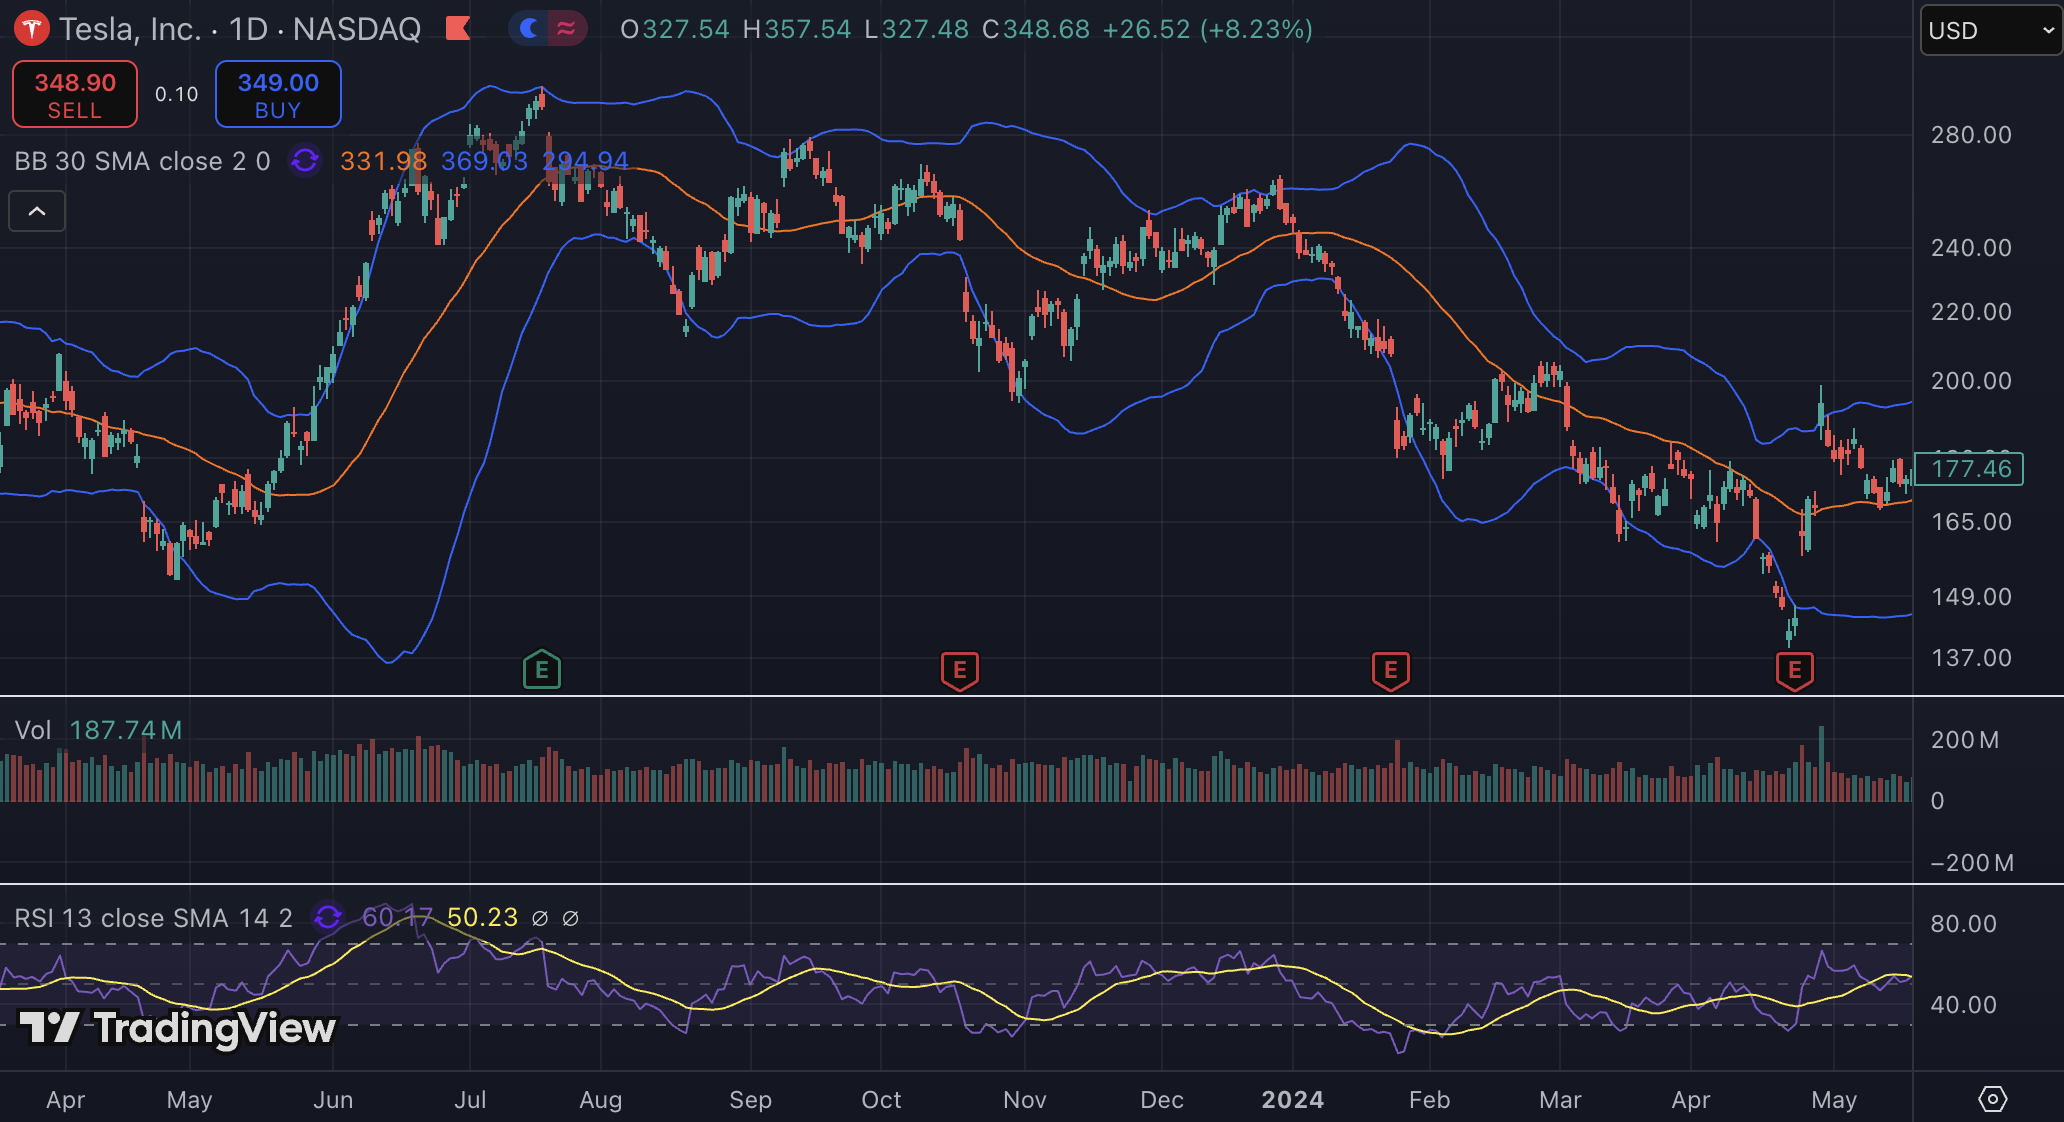 Tesla, Inc. · 1D · NASDAQ O327.54 H357.54 L327.48 C348.68 +26.52 (+8.23%)
USD
348.90 0.10 349.00
SELL BUY
BB 30 SMA close 2 0 331.98 369.03 294.94
280.00
240.00
220.00
200.00
177.46
165.00
149.00
137.00
E E E E
Vol 187.74 M
200 M
0
−200 M
RSI 13 close SMA 14 2 60.17 50.23 ∅ ∅
80.00
40.00
TradingView
Apr May Jun Jul Aug Sep Oct Nov Dec 2024 Feb Mar Apr May